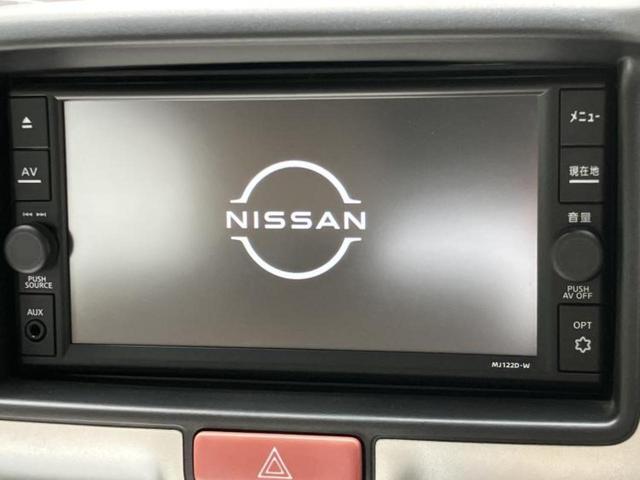 AV
PUSH
SOURCE
AUX
NISSAN
メニュー
現在地
音量
PUSH
AV OFF
OPT
MJ122D-W